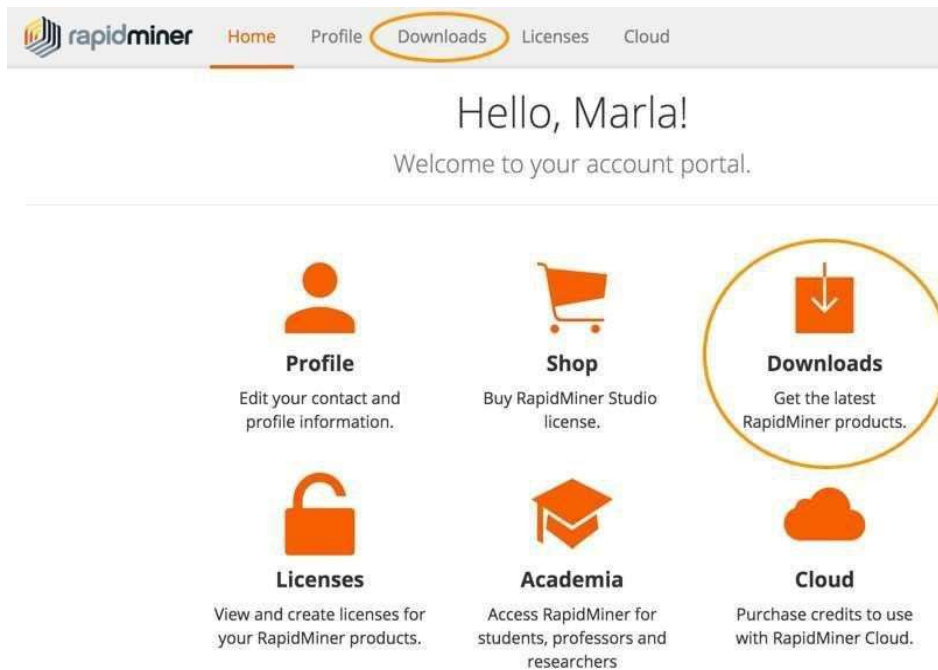 rapidminer Home Profile Downloads Licenses Cloud
Hello, Marla!
Welcome to your account portal.
Profile
Edit your contact and
profile information.
Shop
Buy RapidMiner Studio
license.
Downloads
Get the latest
RapidMiner products.
Licenses
View and create licenses for
your RapidMiner products.
Academia
Access RapidMiner for
students, professors and
researchers
Cloud
Purchase credits to use
with RapidMiner Cloud.